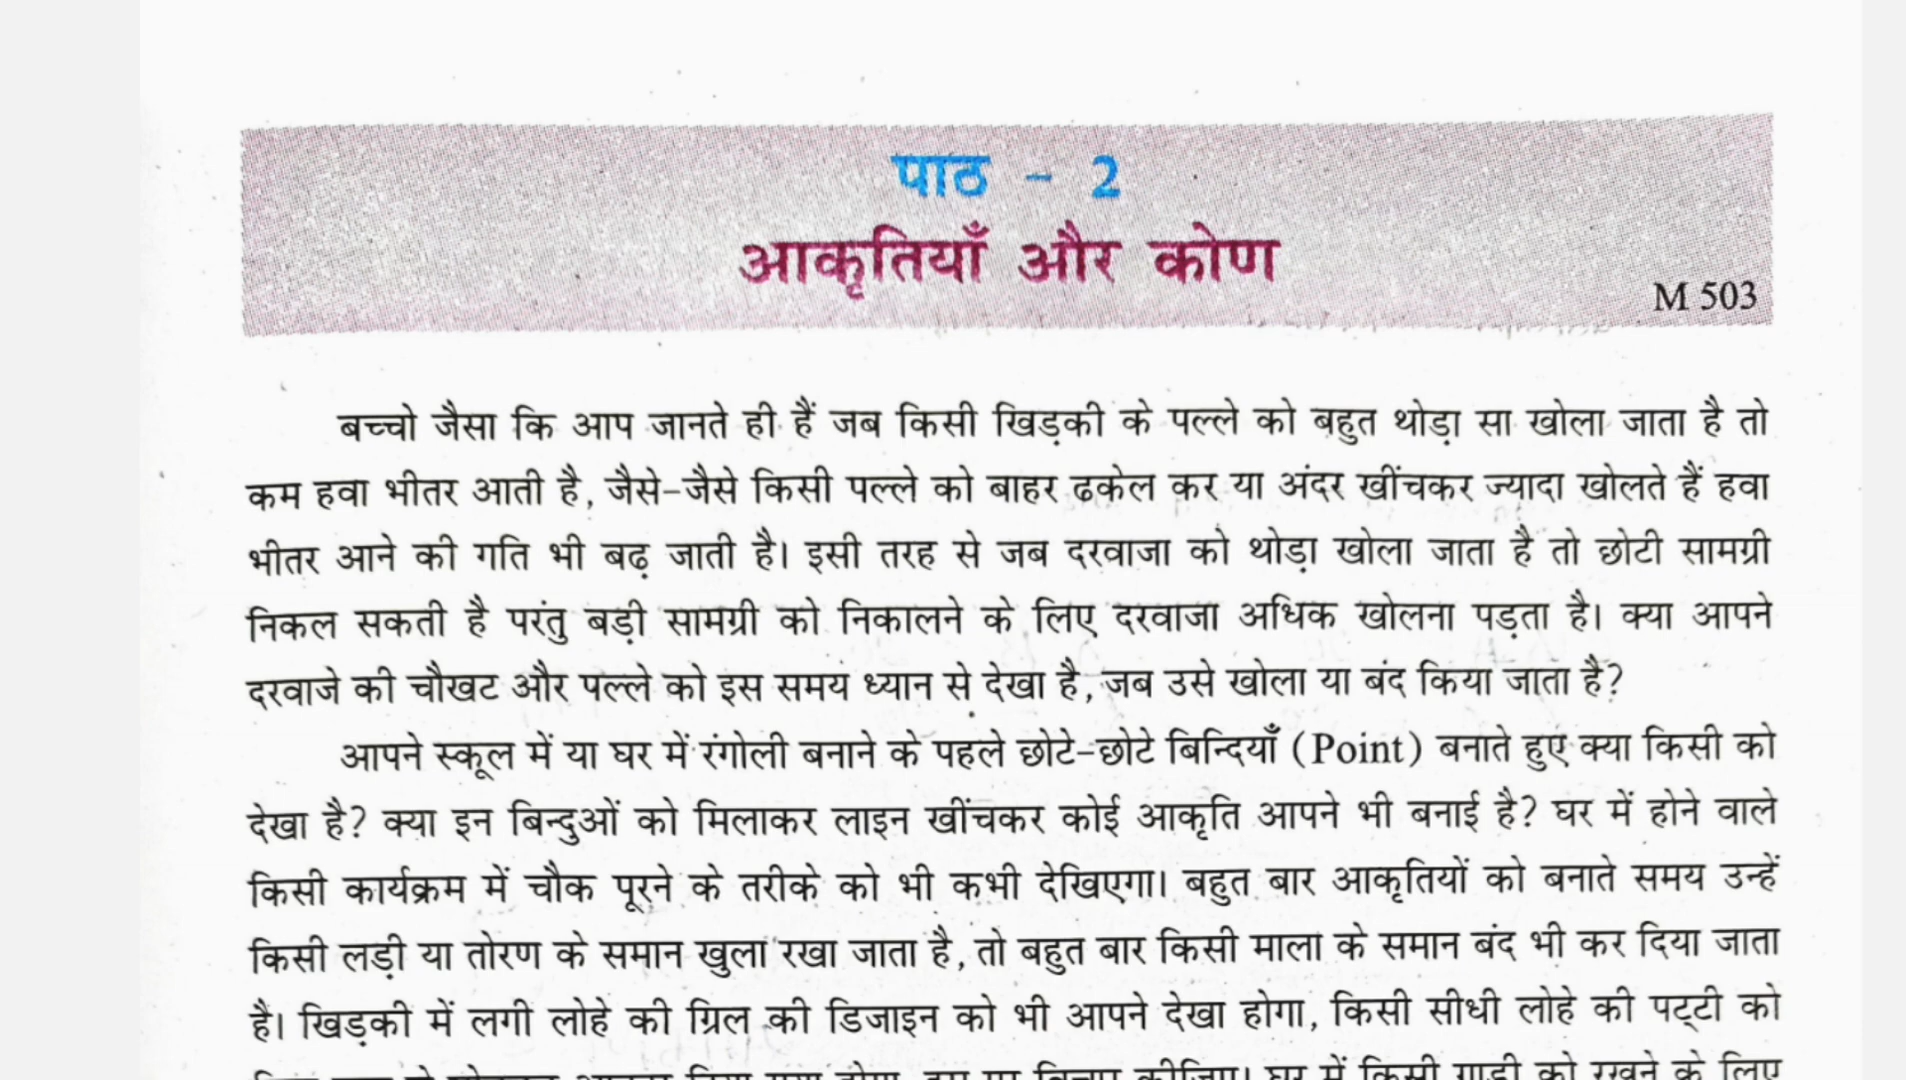 पाठ - 2
आकृतियाँ और कोण
M 503
बच्चो जैसा कि आप जानते ही हैं जब किसी खिड़की के पल्ले को बहुत थोड़ा सा खोला जाता है तो
कम हवा भीतर आती है, जैसे-जैसे किसी पल्ले को बाहर ढकेल कर या अंदर खींचकर ज्यादा खोलते हैं हवा
भीतर आने की गति भी बढ़ जाती है। इसी तरह से जब दरवाजा को थोड़ा खोला जाता है तो छोटी सामग्री
निकल सकती है परंतु बड़ी सामग्री को निकालने के लिए दरवाजा अधिक खोलना पड़ता है। क्या आपने
दरवाजे की चौखट और पल्ले को इस समय ध्यान से देखा है, जब उसे खोला या बंद किया जाता है?
आपने स्कूल में या घर में रंगोली बनाने के पहले छोटे-छोटे बिन्दियाँ (Point) बनाते हुए क्या किसी को
देखा है? क्या इन बिन्दुओं को मिलाकर लाइन खींचकर कोई आकृति आपने भी बनाई है? घर में होने वाले
किसी कार्यक्रम में चौक पूरने के तरीके को भी कभी देखिएगा। बहुत बार आकृतियों को बनाते समय उन्हें
किसी लड़ी या तोरण के समान खुला रखा जाता है, तो बहुत बार किसी माला के समान बंद भी कर दिया जाता
है। खिड़की में लगी लोहे की ग्रिल की डिजाइन को भी आपने देखा होगा, किसी सीधी लोहे की पट्टी को
घर में किसी गाड़ी को रखने के लिए